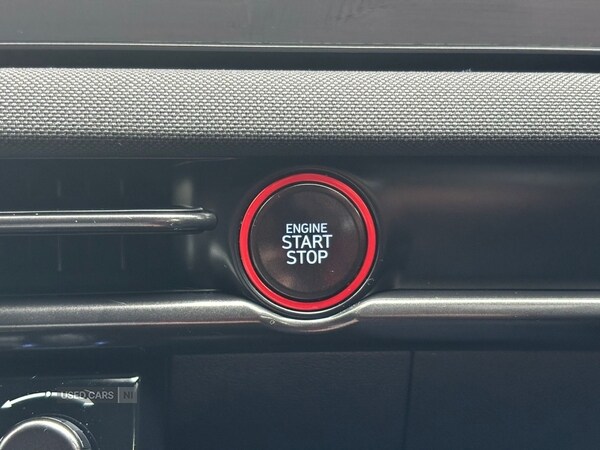 ENGINE
START
STOP
USED CARS NI